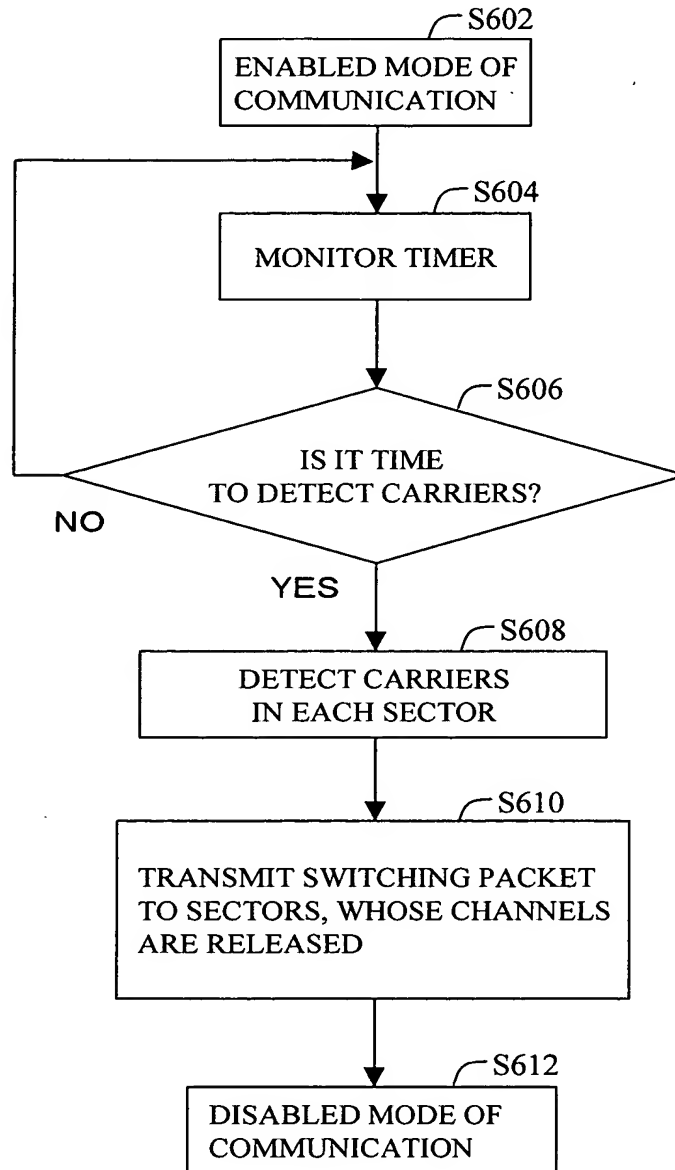 S602
ENABLED MODE OF
COMMUNICATION
S604
MONITOR TIMER
S606
IS IT TIME
TO DETECT CARRIERS?
NO
YES
S608
DETECT CARRIERS
IN EACH SECTOR
S610
TRANSMIT SWITCHING PACKET
TO SECTORS, WHOSE CHANNELS
ARE RELEASED
S612
DISABLED MODE OF
COMMUNICATION